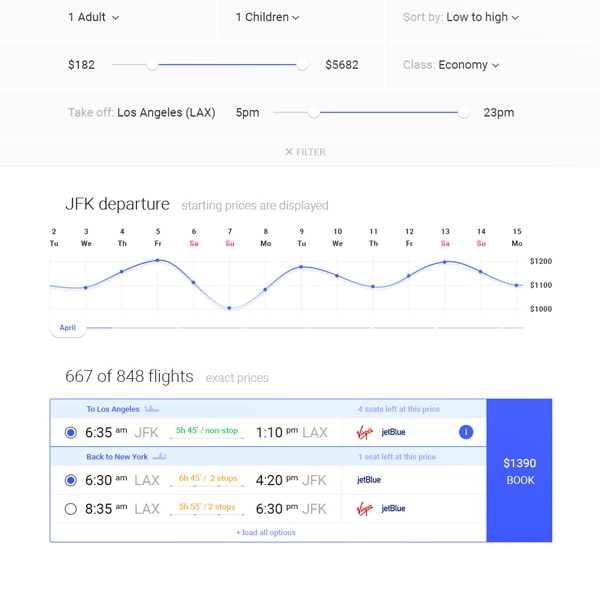 1 Adult 1 Children Sort by: Low to high
$182 $5682 Class: Economy
Take off: Los Angeles (LAX) 5pm 23pm
✕ FILTER
JFK departure starting prices are displayed
2 3 4 5 6 7 8 9 10 11 12 13 14 15
Tu We Th Fr Sa Su Mo Tu We Th Fr Sa Su Mo
$1200
$1100
$1000
April
667 of 848 flights exact prices
To Los Angeles 4 seats left at this price
6:35 am JFK 5h 45' / non-stop 1:10 pm LAX Virgin jetBlue i
Back to New York 1 seat left at this price
$1390
BOOK
6:30 am LAX 6h 45' / 2 stops 4:20 pm JFK jetBlue
8:35 am LAX 5h 55' / 2 stops 6:30 pm JFK Virgin jetBlue
+ load all options